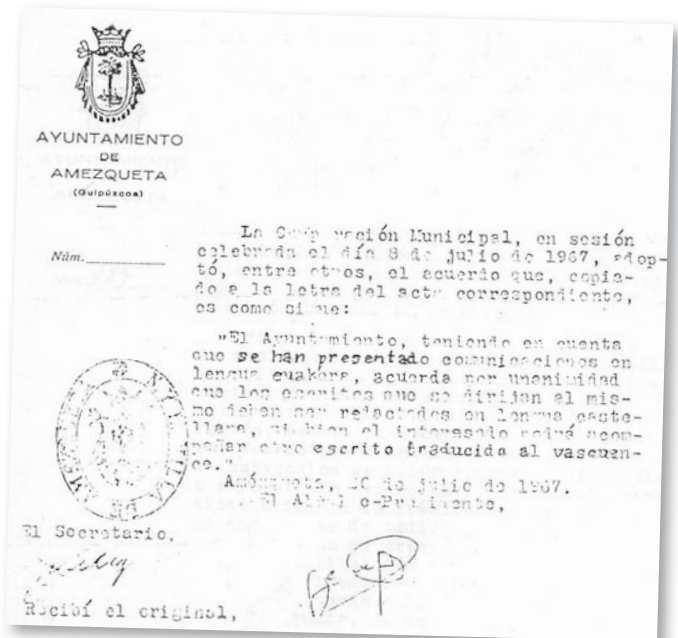 AYUNTAMIENTO
DE
AMEZQUETA
(Guipúzcoa)
Núm.
La Corporación Municipal, en sesión
celebrada el día 8 de julio de 1967, adop-
tó, entre otros, el acuerdo que, copia-
do a la letra del acta correspondiente,
es como sigue:
"El Ayuntamiento, teniendo en cuenta
que se han presentado comunicaciones en
lengua euskera, acuerda por unanimidad
que los escritos que se dirijan al mis-
mo deben ser redactados en lengua caste-
llana, si bien el interesado podrá acom-
pañar otro escrito traducido al vascuen-
ce."
Amézqueta, 10 de julio de 1967.
El Alcalde-Presidente,
El Secretario,
Recibí el original,